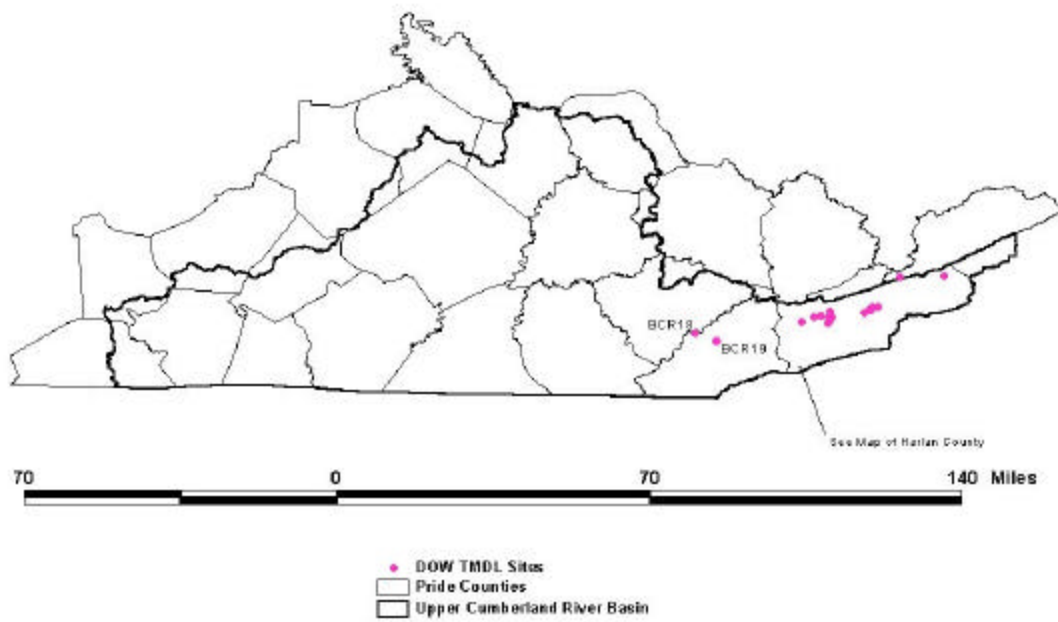 BCR18
BCR19
See Map of Harlan County
70 0 70 140 Miles
DOW TMDL Sites
Pride Counties
Upper Cumberland River Basin